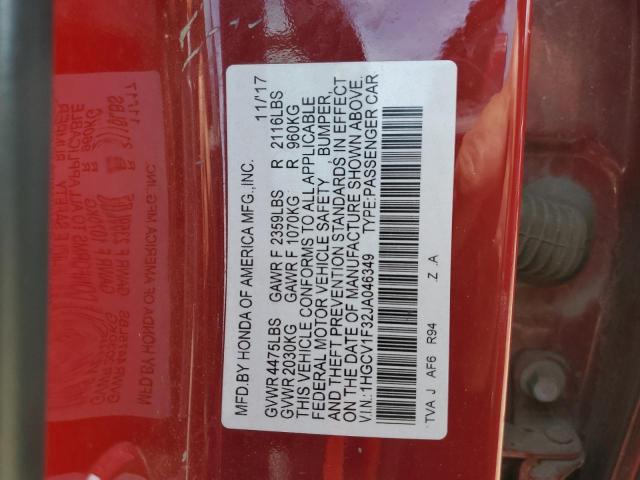 MFD.BY HONDA OF AMERICA MFG.,INC. 11/'17
GVWR 4475LBS GAWR F 2359LBS R 2116LBS
GVWR 2030KG GAWR F 1070KG R 960KG
THIS VEHICLE CONFORMS TO ALL APPLICABLE
FEDERAL MOTOR VEHICLE SAFETY, BUMPER,
AND THEFT PREVENTION STANDARDS IN EFFECT
ON THE DATE OF MANUFACTURE SHOWN ABOVE.
V.I.N.:1HGCV1F32JA046349 TYPE:PASSENGER CAR
TVA J AF6 R94 .Z .A